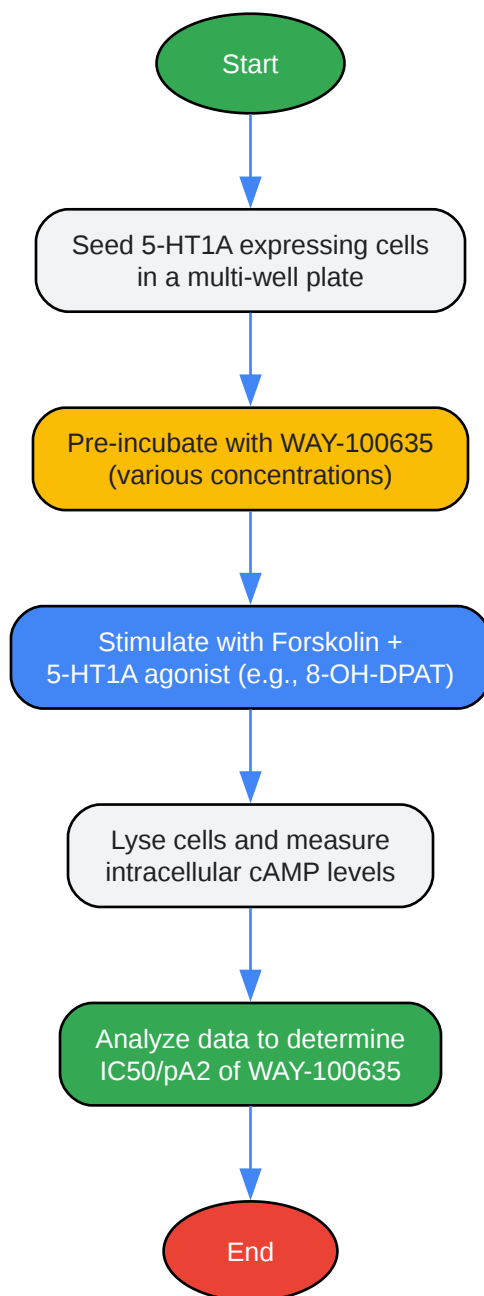 Start
Seed 5-HT1A expressing cells
in a multi-well plate
Pre-incubate with WAY-100635
(various concentrations)
Stimulate with Forskolin +
5-HT1A agonist (e.g., 8-OH-DPAT)
Lyse cells and measure
intracellular cAMP levels
Analyze data to determine
IC50/pA2 of WAY-100635
End